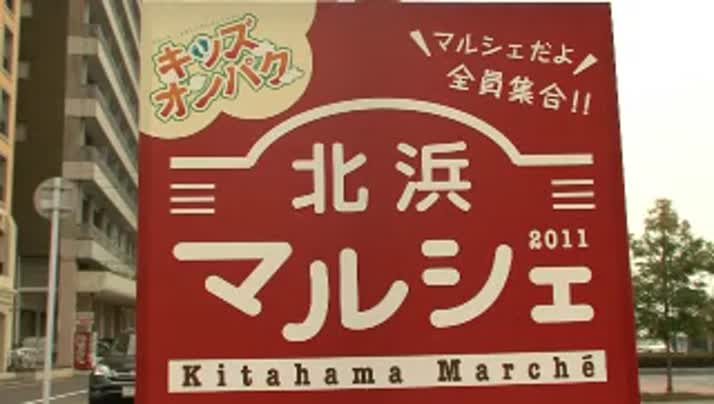 キッズ
オンパク
マルシェだよ
全員集合!!
北浜
2011
マルシェ
Kitahama Marché